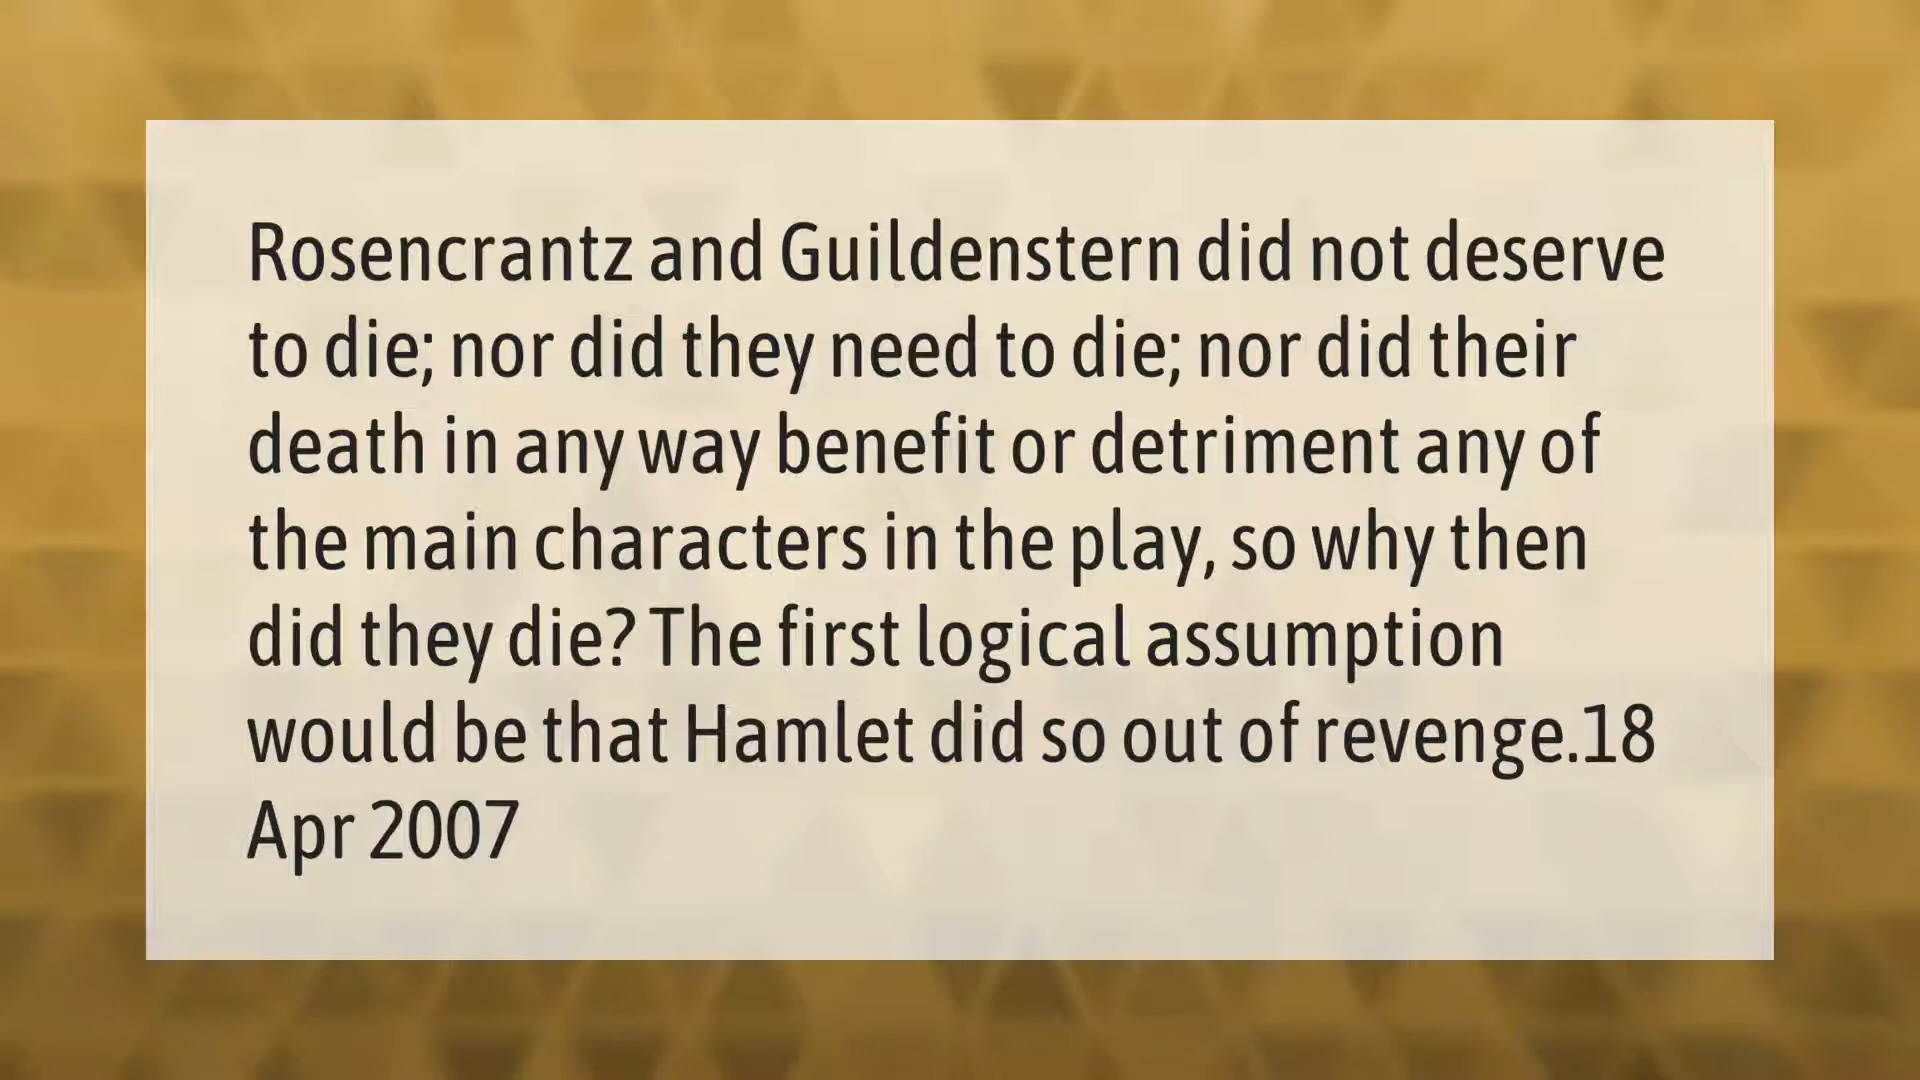 Rosencrantz and Guildenstern did not deserve
to die; nor did they need to die; nor did their
death in any way benefit or detriment any of
the main characters in the play, so why then
did they die? The first logical assumption
would be that Hamlet did so out of revenge.18
Apr 2007